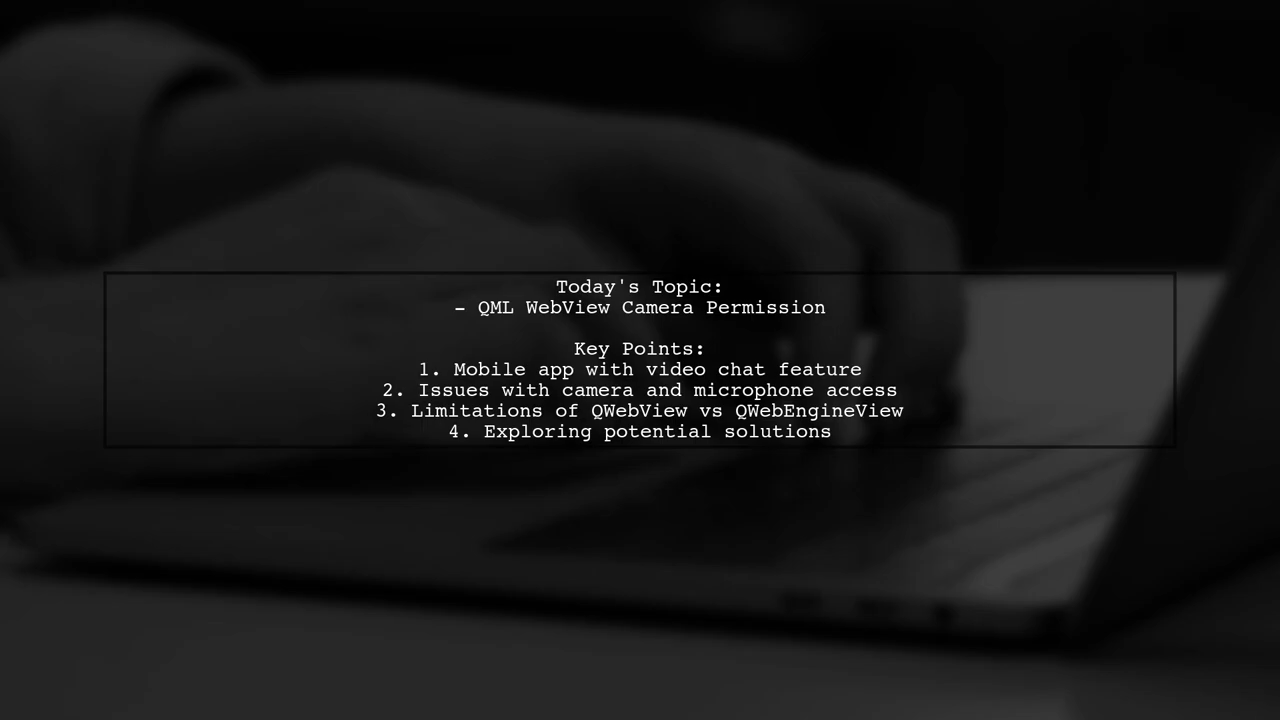 Today's Topic:
- QML WebView Camera Permission
Key Points:
1. Mobile app with video chat feature
2. Issues with camera and microphone access
3. Limitations of QWebView vs QWebEngineView
4. Exploring potential solutions